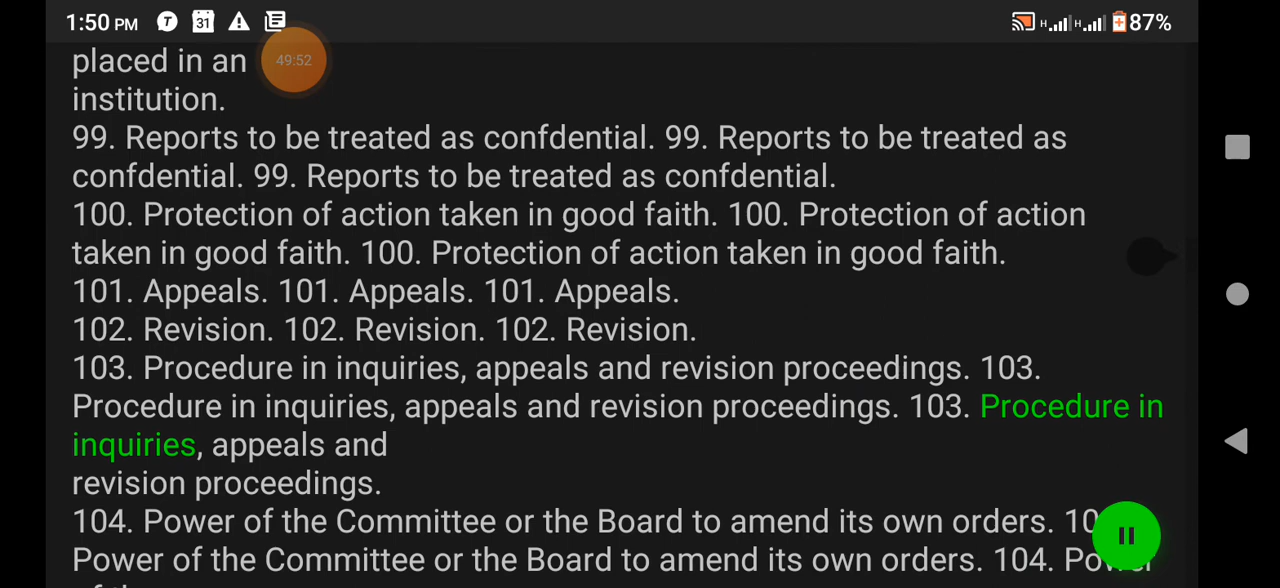 1:50 PM T 31 H H 87%
placed in an 49:52
institution.
99. Reports to be treated as confdential. 99. Reports to be treated as
confdential. 99. Reports to be treated as confdential.
100. Protection of action taken in good faith. 100. Protection of action
taken in good faith. 100. Protection of action taken in good faith.
101. Appeals. 101. Appeals. 101. Appeals.
102. Revision. 102. Revision. 102. Revision.
103. Procedure in inquiries, appeals and revision proceedings. 103.
Procedure in inquiries, appeals and revision proceedings. 103. Procedure in
inquiries, appeals and
revision proceedings.
104. Power of the Committee or the Board to amend its own orders.
Power of the Committee or the Board to amend its own orders. 104.